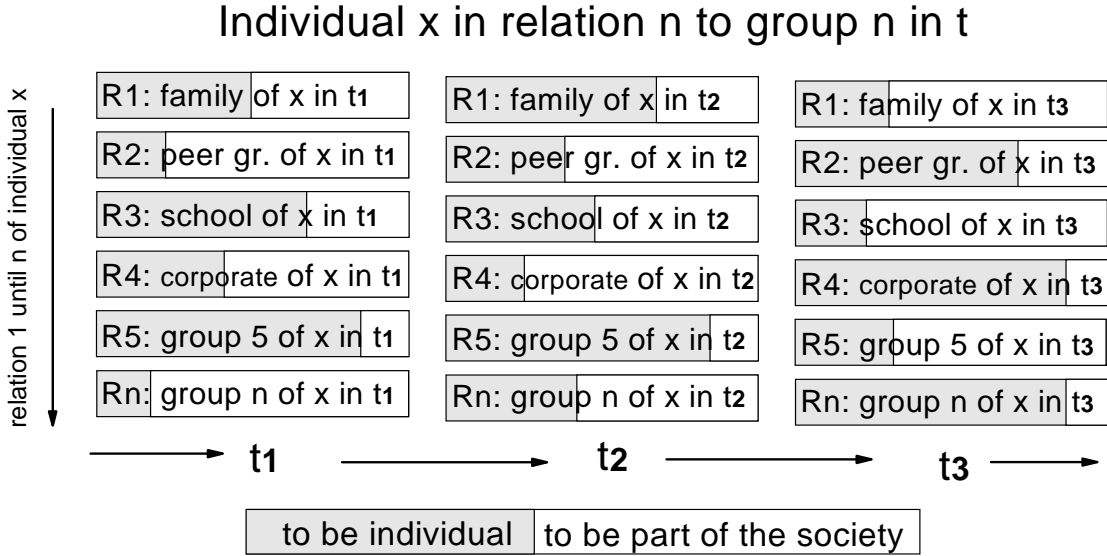 Individual x in relation n to group n in t
relation 1 until n of individual x
R1: family of x in t1
R2: peer gr. of x in t1
R3: school of x in t1
R4: corporate of x in t1
R5: group 5 of x in t1
Rn: group n of x in t1
R1: family of x in t2
R2: peer gr. of x in t2
R3: school of x in t2
R4: corporate of x in t2
R5: group 5 of x in t2
Rn: group n of x in t2
R1: family of x in t3
R2: peer gr. of x in t3
R3: school of x in t3
R4: corporate of x in t3
R5: group 5 of x in t3
Rn: group n of x in t3
t1
t2
t3
to be individual
to be part of the society